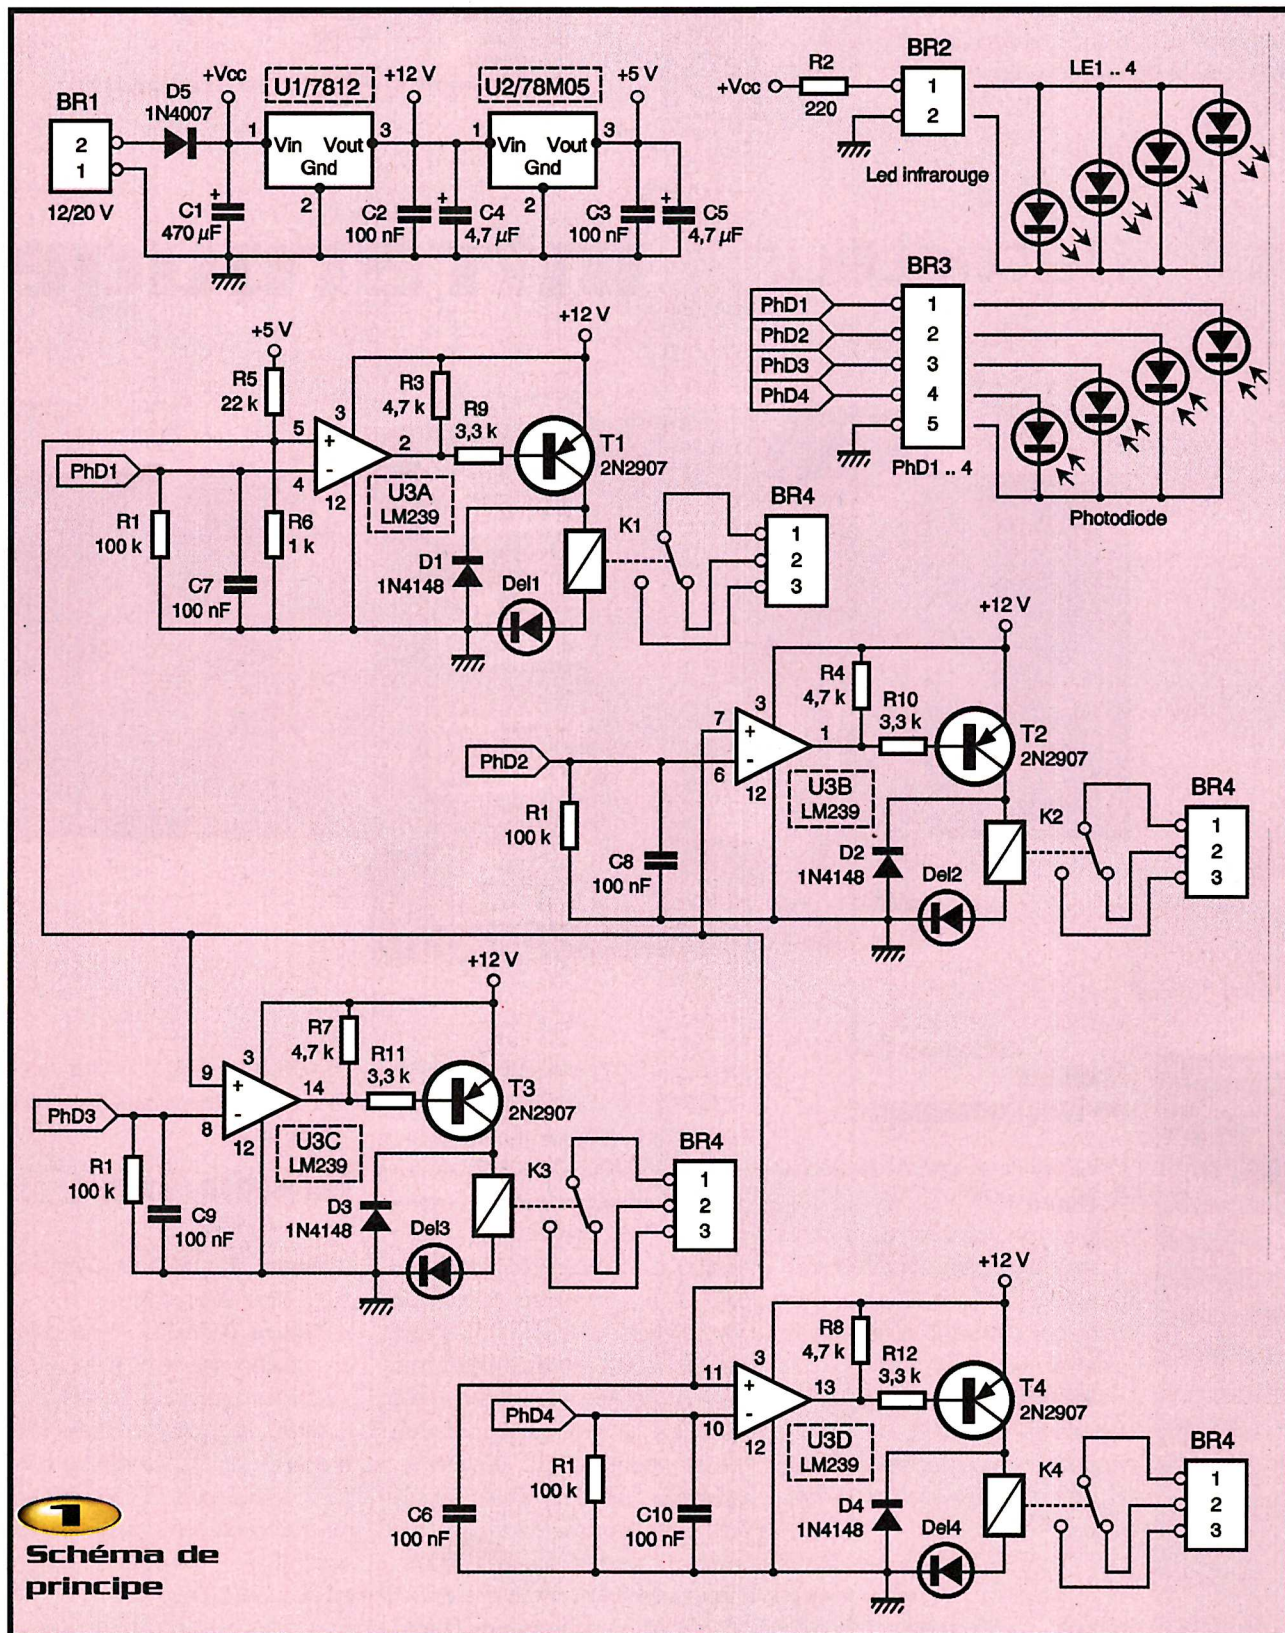 BR1
2
1
12/20 V
D5
1N4007
+Vcc
U1/7812
1
Vin
Vout
Gnd
3
2
+12 V
C1
+
470 µF
C2
100 nF
+
C4
4,7 µF
U2/78M05
1
Vin
Vout
Gnd
3
2
+5 V
C3
100 nF
+
C5
4,7 µF
+Vcc
R2
220
BR2
1
2
LE1 .. 4
Led infrarouge
BR3
PhD1
PhD2
PhD3
PhD4
1
2
3
4
5
PhD1 .. 4
Photodiode
+5 V
R5
22 k
+12 V
R3
4,7 k
R9
3,3 k
3
5
+
-
4
12
2
U3A
LM239
T1
2N2907
PhD1
R1
100 k
C7
100 nF
R6
1 k
D1
1N4148
Del1
K1
BR4
1
2
3
+12 V
R4
4,7 k
R10
3,3 k
3
7
+
-
6
12
1
U3B
LM239
T2
2N2907
PhD2
R1
100 k
C8
100 nF
D2
1N4148
Del2
K2
BR4
1
2
3
+12 V
R7
4,7 k
R11
3,3 k
3
9
+
-
8
12
14
U3C
LM239
T3
2N2907
PhD3
R1
100 k
C9
100 nF
D3
1N4148
Del3
K3
BR4
1
2
3
+12 V
R8
4,7 k
R12
3,3 k
3
11
+
-
10
12
13
U3D
LM239
T4
2N2907
PhD4
R1
100 k
C6
100 nF
C10
100 nF
D4
1N4148
Del4
K4
BR4
1
2
3
1
Schéma de
principe